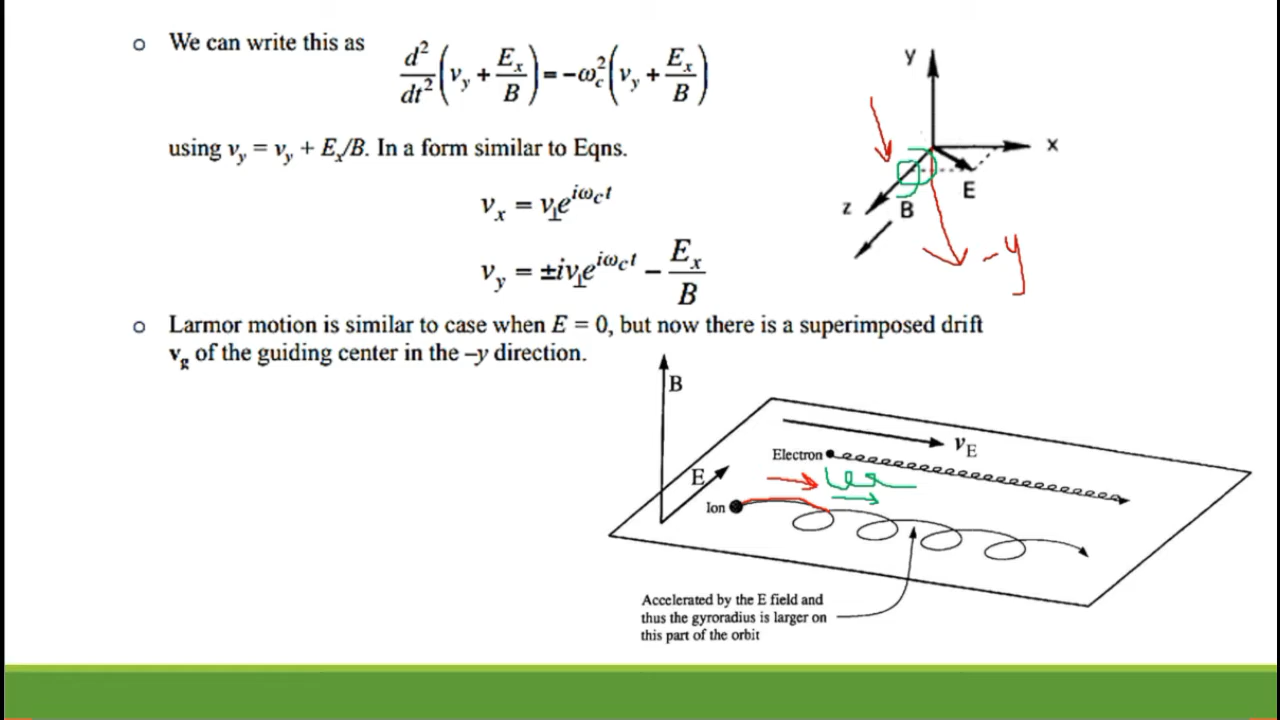 o We can write this as
d²/dt² (v_y + E_x/B) = -ω_c² (v_y + E_x/B)
using v_y = v_y + E_x/B. In a form similar to Eqns.
v_x = v_⊥e^{iω_c t}
v_y = ±iv_⊥e^{iω_c t} - E_x/B
o Larmor motion is similar to case when E = 0, but now there is a superimposed drift
v_g of the guiding center in the –y direction.
y
x
E
B
z
-y
B
v_E
Electron
E
Ion
Accelerated by the E field and
thus the gyroradius is larger on
this part of the orbit